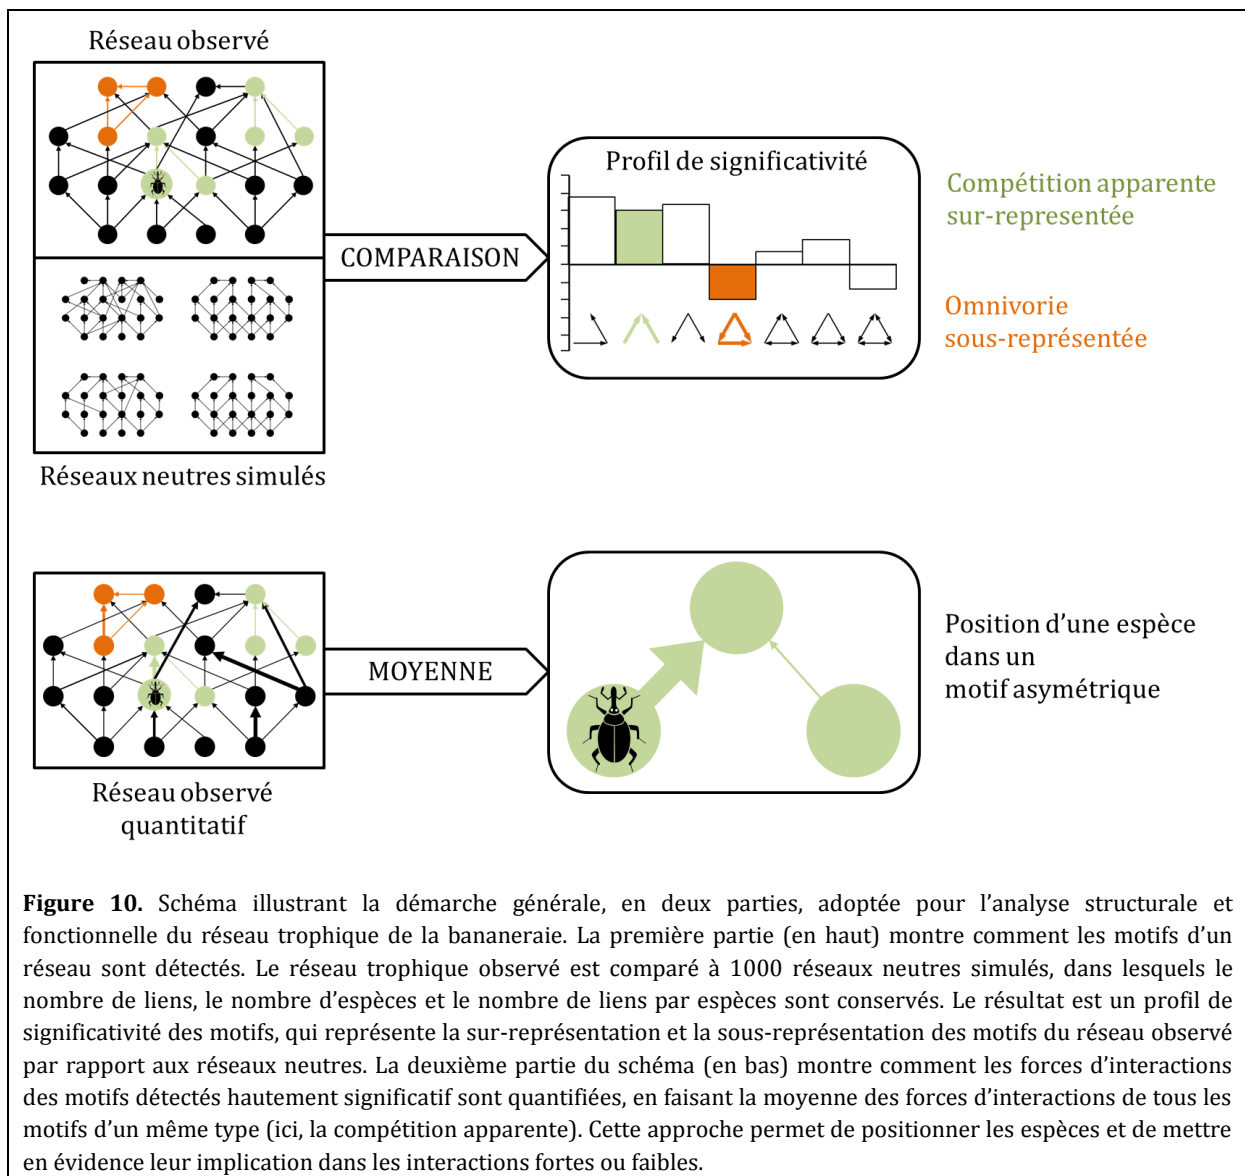 Réseau observé
Profil de significativité
Compétition apparente
sur-representée
COMPARAISON
Omnivorie
sous-représentée
Réseaux neutres simulés
Position d'une espèce
dans un
motif asymétrique
MOYENNE
Réseau observé
quantitatif
Figure 10. Schéma illustrant la démarche générale, en deux parties, adoptée pour l'analyse structurale et
fonctionnelle du réseau trophique de la bananeraie. La première partie (en haut) montre comment les motifs d'un
réseau sont détectés. Le réseau trophique observé est comparé à 1000 réseaux neutres simulés, dans lesquels le
nombre de liens, le nombre d'espèces et le nombre de liens par espèces sont conservés. Le résultat est un profil de
significativité des motifs, qui représente la sur-représentation et la sous-représentation des motifs du réseau observé
par rapport aux réseaux neutres. La deuxième partie du schéma (en bas) montre comment les forces d'interactions
des motifs détectés hautement significatif sont quantifiées, en faisant la moyenne des forces d'interactions de tous les
motifs d'un même type (ici, la compétition apparente). Cette approche permet de positionner les espèces et de mettre
en évidence leur implication dans les interactions fortes ou faibles.